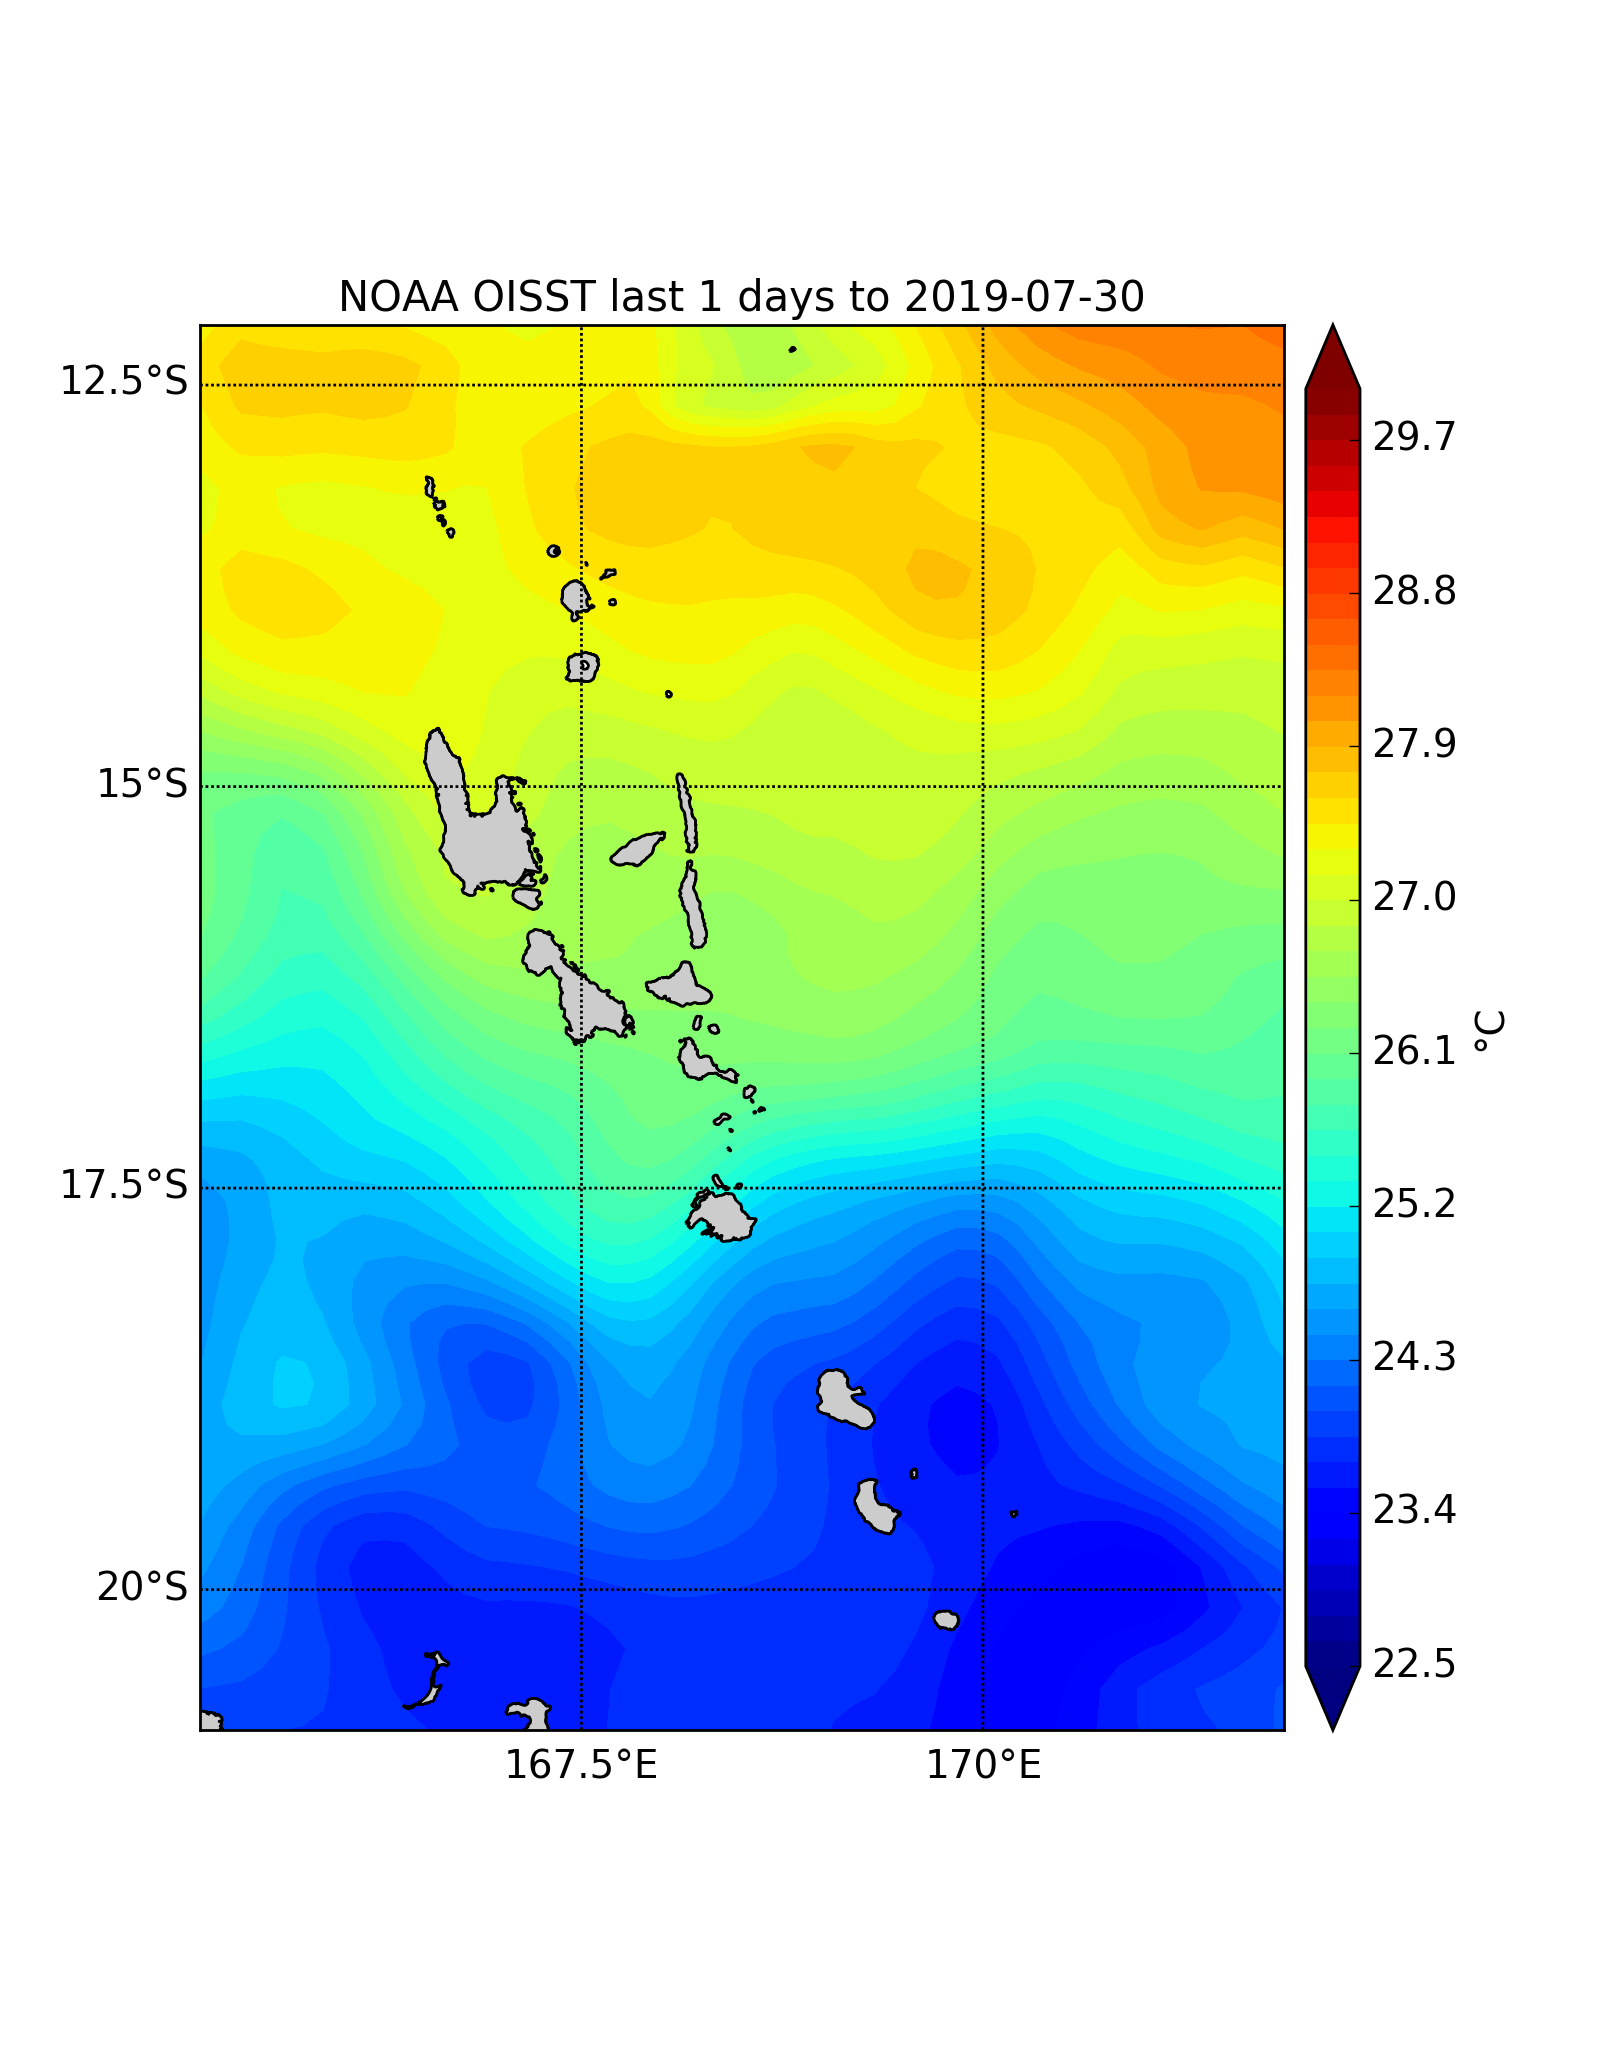 NOAA OISST last 1 days to 2019-07-30
12.5°S
15°S
17.5°S
20°S
167.5°E
170°E
29.7
28.8
27.9
27.0
26.1
25.2
24.3
23.4
22.5
°C